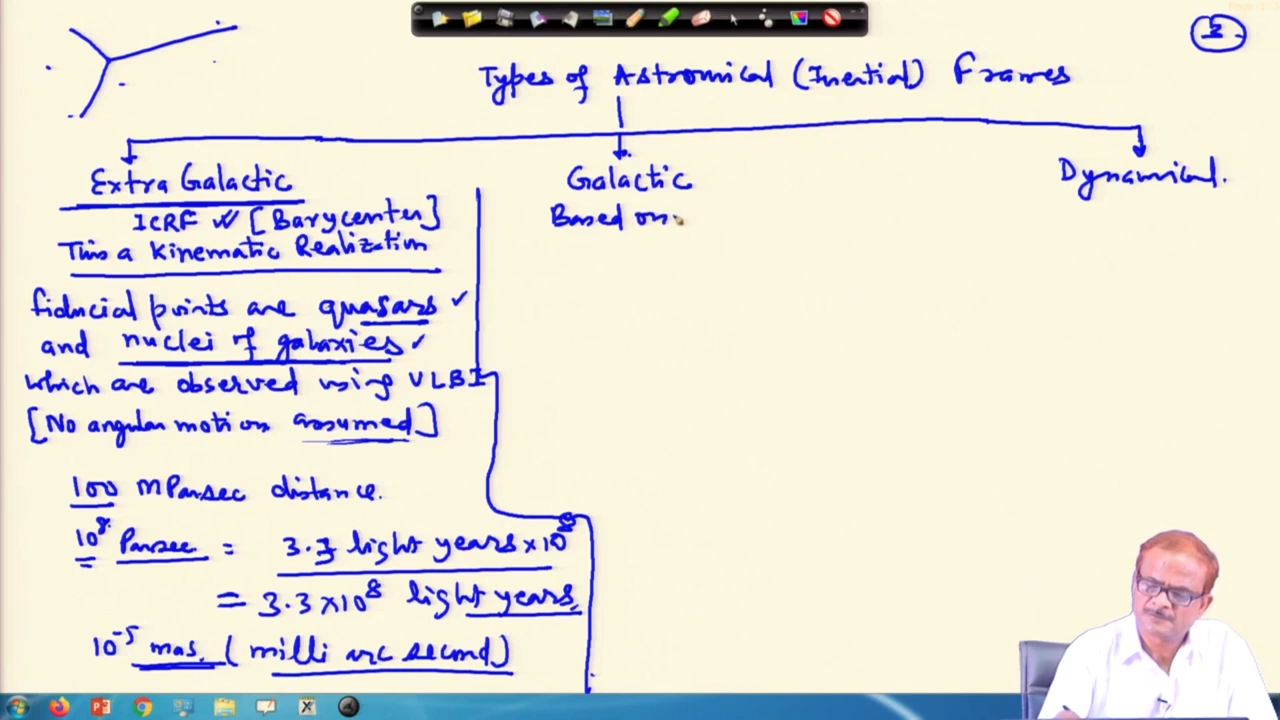 2.
Types of Astromical (Inertial) Frames
Extra Galactic
ICRF w [Barycenter]
This a Kinematic Realization
fiducial points are quasars ✓
and nuclei of galaxies ✓
which are observed using VLBI
[No angular motion assumed]
100 MParsec distance.
10⁸ Parsec = 3.3 light years × 10⁸
= 3.3 × 10⁸ light years.
10⁻⁵ mas. (milli arc second)
Galactic
Based on
Dynamical.